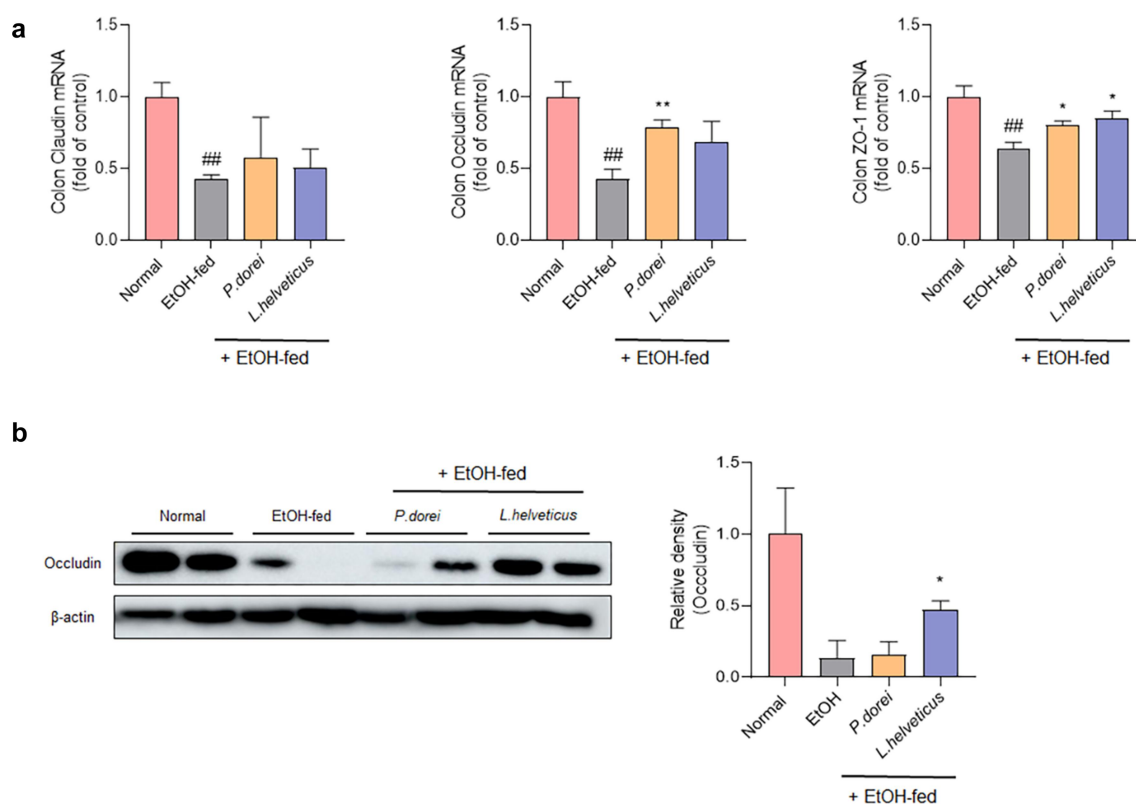 a
Colon Claudin mRNA
(fold of control)
1.5
1.0
0.5
0.0
##
Normal
EtOH-fed
P.dorei
L.helveticus
+ EtOH-fed
Colon Occludin mRNA
(fold of control)
1.5
1.0
0.5
0.0
##
**
Normal
EtOH-fed
P.dorei
L.helveticus
+ EtOH-fed
Colon ZO-1 mRNA
(fold of control)
1.5
1.0
0.5
0.0
##
*
*
Normal
EtOH-fed
P.dorei
L.helveticus
+ EtOH-fed
b
+ EtOH-fed
Normal
EtOH-fed
P.dorei
L.helveticus
Occludin
β-actin
Relative density
(Occcludin)
1.5
1.0
0.5
0.0
*
Normal
EtOH
P.dorei
L.helveticus
+ EtOH-fed